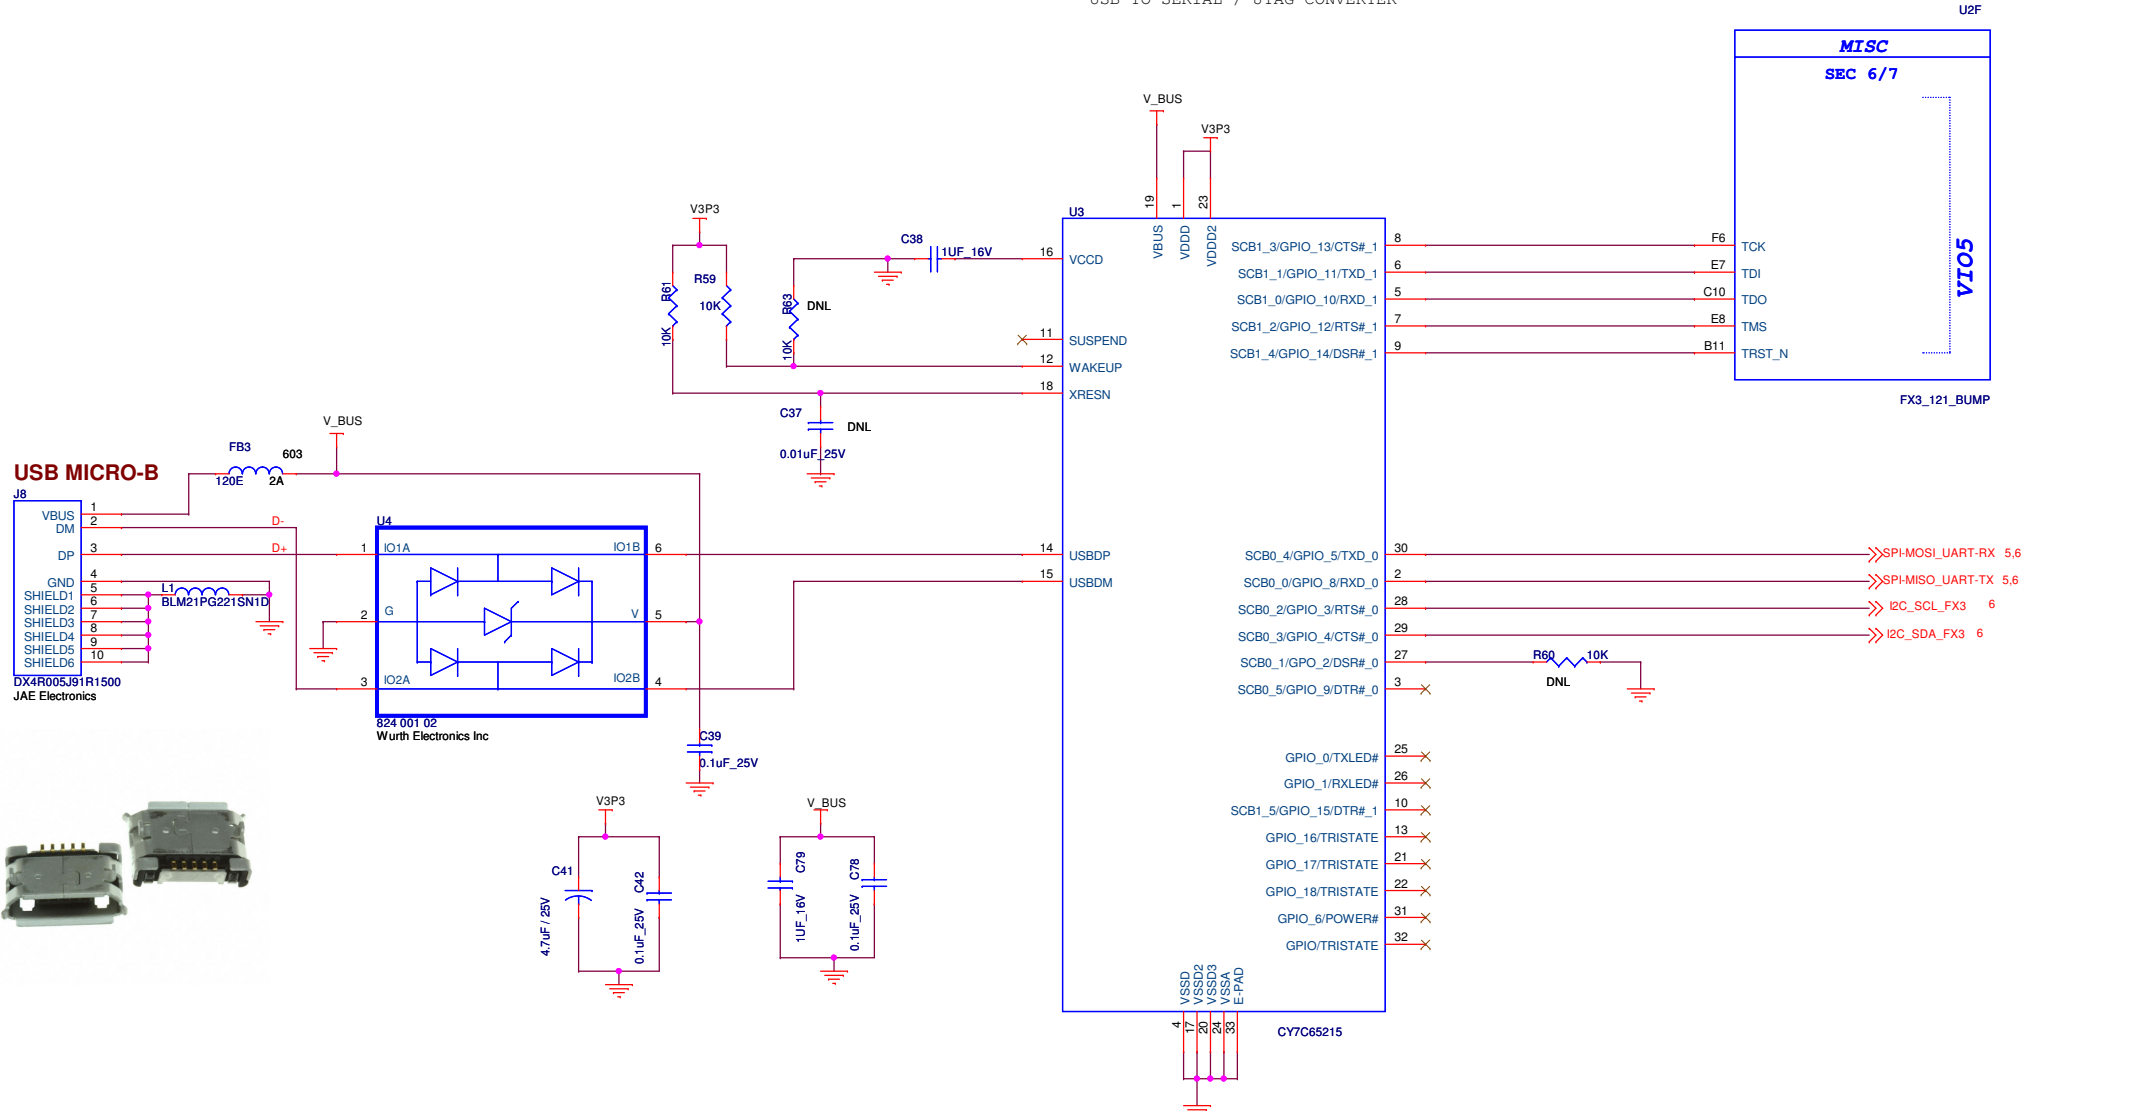 USB TO SERIAL / JTAG CONVERTER
U2F
MISC
SEC 6/7
VIO5
F6 TCK
E7 TDI
C10 TDO
E8 TMS
B11 TRST_N
FX3_121_BUMP
V_BUS
V3P3
19
1
23
U3
VBUS
VDDD
VDDD2
V3P3
R61
10K
R59
10K
R63
10K
DNL
C38
1UF_16V
16 VCCD
11 SUSPEND
12 WAKEUP
18 XRESN
C37
DNL
0.01uF_25V
SCB1_3/GPIO_13/CTS#_1 8
SCB1_1/GPIO_11/TXD_1 6
SCB1_0/GPIO_10/RXD_1 5
SCB1_2/GPIO_12/RTS#_1 7
SCB1_4/GPIO_14/DSR#_1 9
V_BUS
FB3
603
120E
2A
USB MICRO-B
J8
VBUS 1
DM 2
DP 3
GND 4
SHIELD1 5
SHIELD2 6
SHIELD3 7
SHIELD4 8
SHIELD5 9
SHIELD6 10
DX4R005J91R1500
JAE Electronics
D-
D+
L1
BLM21PG221SN1D
U4
1 IO1A
IO1B 6
2 G
V 5
3 IO2A
IO2B 4
824 001 02
Wurth Electronics Inc
C39
0.1uF_25V
14 USBDP
15 USBDM
SCB0_4/GPIO_5/TXD_0 30
SPI-MOSI_UART-RX 5,6
SCB0_0/GPIO_8/RXD_0 2
SPI-MISO_UART-TX 5,6
SCB0_2/GPIO_3/RTS#_0 28
I2C_SCL_FX3 6
SCB0_3/GPIO_4/CTS#_0 29
I2C_SDA_FX3 6
SCB0_1/GPO_2/DSR#_0 27
R60 10K
DNL
SCB0_5/GPIO_9/DTR#_0 3
GPIO_0/TXLED# 25
GPIO_1/RXLED# 26
SCB1_5/GPIO_15/DTR#_1 10
GPIO_16/TRISTATE 13
GPIO_17/TRISTATE 21
GPIO_18/TRISTATE 22
GPIO_6/POWER# 31
GPIO/TRISTATE 32
V3P3
C41
4.7uF / 25V
C42
0.1uF_25V
V_BUS
C79
1UF_16V
C78
0.1uF_25V
VSSD
VSSD2
VSSD3
VSSA
E-PAD
4
17
20
24
33
CY7C65215